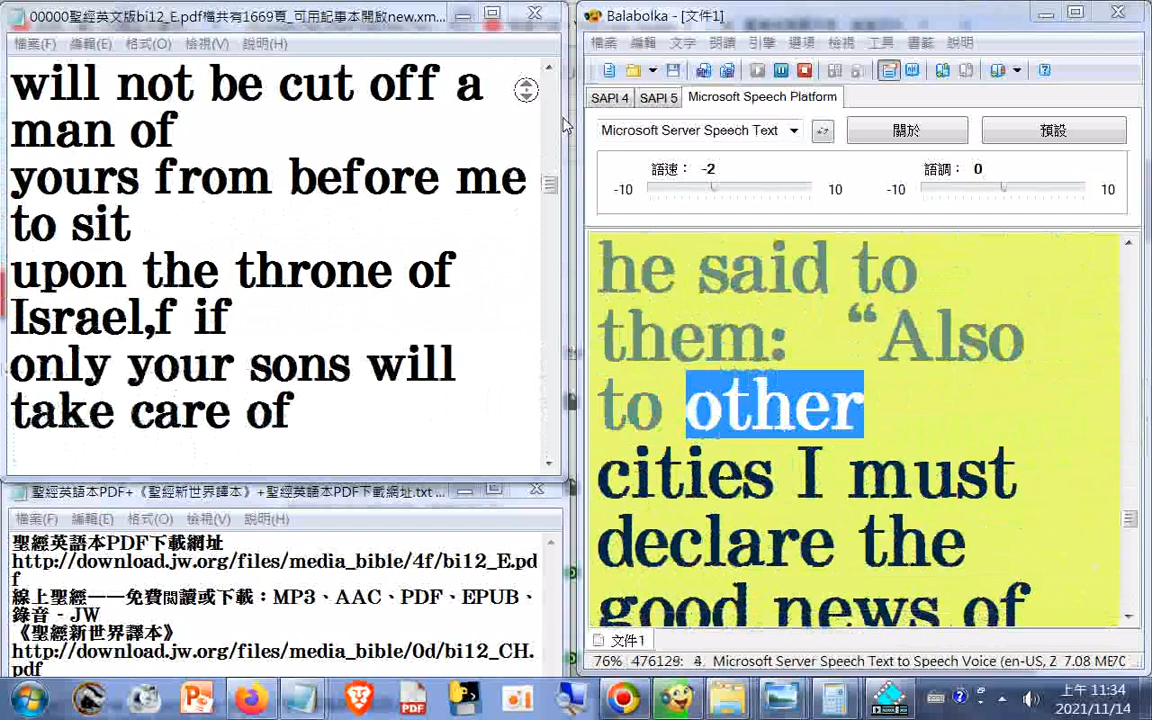 00000聖經英文版bi12_E.pdf檔共有1669頁_可用記事本開啟new.xm...
檔案(F) 編輯(E) 格式(O) 檢視(V) 說明(H)
will not be cut off a
man of
yours from before me
to sit
upon the throne of
Israel,f if
only your sons will
take care of
聖經英語本PDF+《聖經新世界譯本》+聖經英語本PDF下載網址.txt ...
檔案(F) 編輯(E) 格式(O) 檢視(V) 說明(H)
聖經英語本PDF下載網址
http://download.jw.org/files/media_bible/4f/bi12_E.pd
f
線上聖經——免費閱讀或下載：MP3、AAC、PDF、EPUB、
錄音 - JW
《聖經新世界譯本》
http://download.jw.org/files/media_bible/0d/bi12_CH.
pdf
Balabolka - [文件1]
檔案 編輯 文字 朗讀 引擎 選項 檢視 工具 書籤 說明
SAPI 4 SAPI 5 Microsoft Speech Platform
Microsoft Server Speech Text 關於 預設
語速： -2 語調： 0
-10 10 -10 10
he said to
them: “Also
to other
cities I must
declare the
good news of
文件1
76% 476129: 4. Microsoft Server Speech Text to Speech Voice (en-US, Z 7.08 ME
上午 11:34
2021/11/14